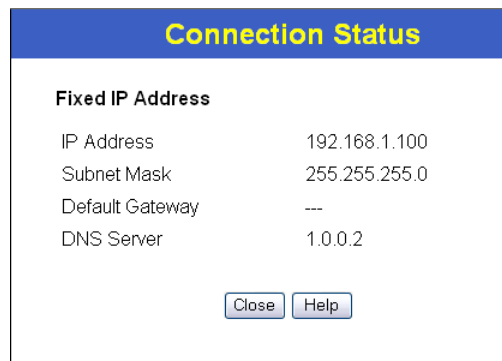 Connection Status
Fixed IP Address
IP Address 192.168.1.100
Subnet Mask 255.255.255.0
Default Gateway ---
DNS Server 1.0.0.2
Close Help